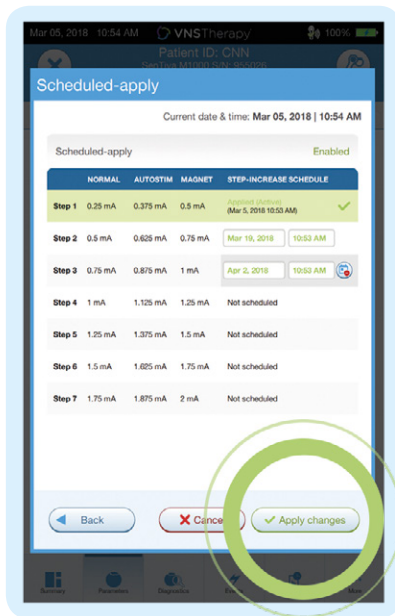 Mar 05, 2018 10:54 AM VNSTherapy 100%
Patient ID:
CNN
SenTiva M1000 S/N: 955026
Scheduled-apply
Current date & time: Mar 05, 2018 | 10:54 AM
Scheduled-apply Enabled
NORMAL AUTOSTIM MAGNET STEP-INCREASE SCHEDULE
Step 1 0.25 mA 0.375 mA 0.5 mA Applied (Active)
(Mar 5, 2018 10:53 AM)
Step 2 0.5 mA 0.625 mA 0.75 mA Mar 19, 2018 10:53 AM
Step 3 0.75 mA 0.875 mA 1 mA Apr 2, 2018 10:53 AM
Step 4 1 mA 1.125 mA 1.25 mA Not scheduled
Step 5 1.25 mA 1.375 mA 1.5 mA Not scheduled
Step 6 1.5 mA 1.625 mA 1.75 mA Not scheduled
Step 7 1.75 mA 1.875 mA 2 mA Not scheduled
Back Cance Apply changes
Summary Parameters Diagnostics Events More